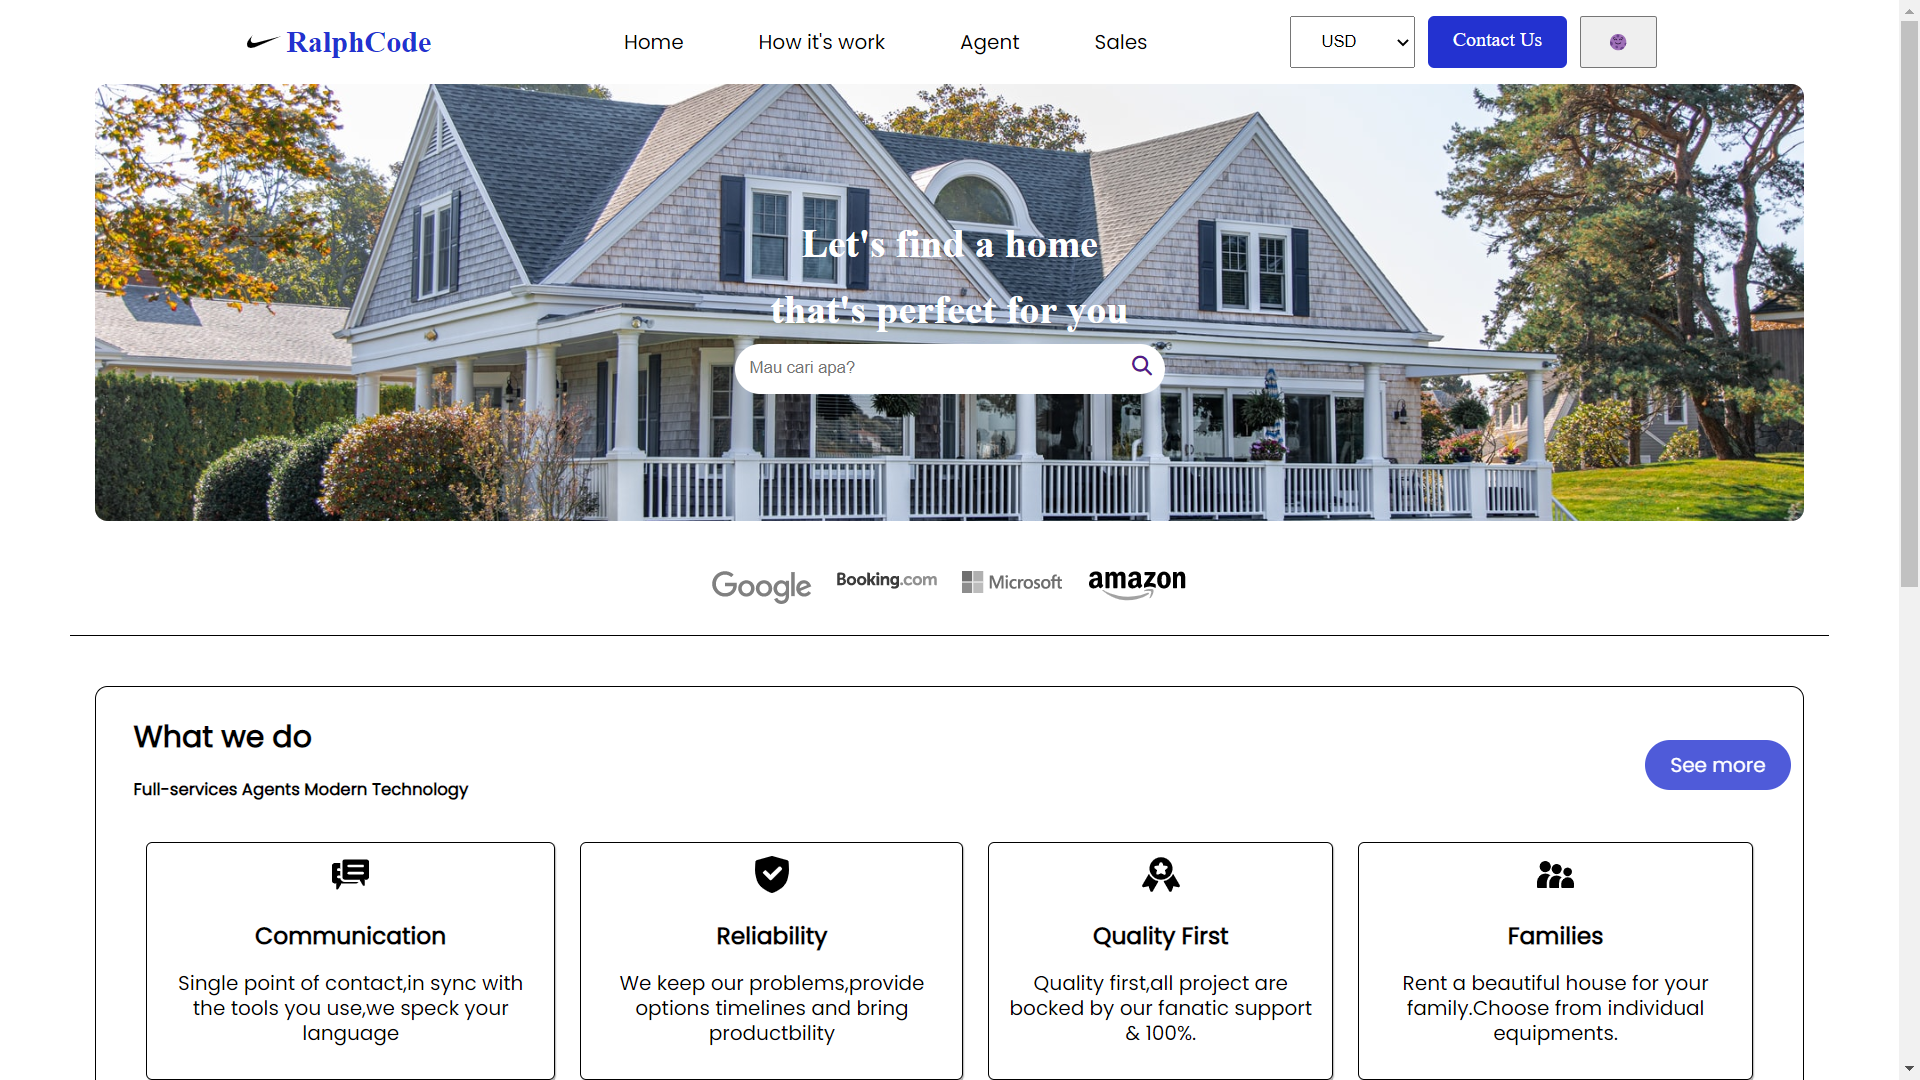 RalphCode
Home
How it's work
Agent
Sales
USD
Contact Us
Let's find a home
that's perfect for you
Mau cari apa?
Google
Booking.com
Microsoft
amazon
What we do
Full-services Agents Modern Technology
See more
Communication
Single point of contact,in sync with
the tools you use,we speck your
language
Reliability
We keep our problems,provide
options timelines and bring
productbility
Quality First
Quality first,all project are
bocked by our fanatic support
& 100%.
Families
Rent a beautiful house for your
family.Choose from individual
equipments.